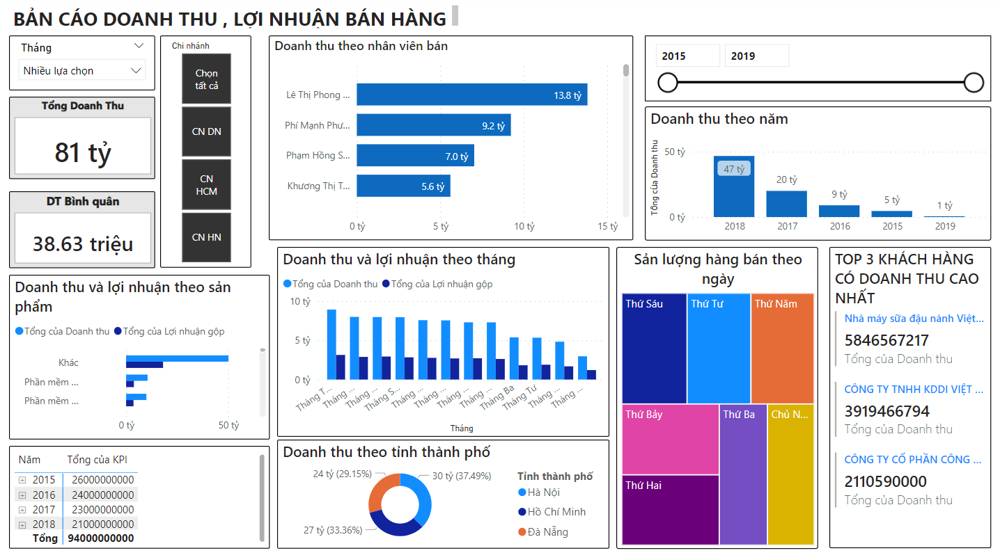 BẢN CÁO DOANH THU , LỢI NHUẬN BÁN HÀNG
Tháng
Nhiều lựa chọn
Chi nhánh
Chọn
tất cả
CN DN
CN
HCM
CN HN
Tổng Doanh Thu
81 tỷ
DT Bình quân
38.63 triệu
Doanh thu theo nhân viên bán
Lê Thị Phong ...
13.8 tỷ
Phí Mạnh Phư...
9.2 tỷ
Phạm Hồng S...
7.0 tỷ
Khương Thị T...
5.6 tỷ
0 tỷ
5 tỷ
10 tỷ
15 tỷ
2015
2019
Doanh thu theo năm
Tổng của Doanh thu
50 tỷ
0 tỷ
47 tỷ
20 tỷ
9 tỷ
5 tỷ
1 tỷ
2018
2017
2016
2015
2019
Doanh thu và lợi nhuận theo sản
phẩm
Tổng của Doanh thu
Tổng của Lợi nhuận gộp
Khác
Phần mềm ...
Phần mềm ...
0 tỷ
50 tỷ
Doanh thu và lợi nhuận theo tháng
Tổng của Doanh thu
Tổng của Lợi nhuận gộp
10 tỷ
5 tỷ
0 tỷ
Tháng T...
Tháng ...
Tháng ...
Tháng S...
Tháng ...
Tháng ...
Tháng ...
Tháng ...
Tháng Ba
Tháng Tư
Tháng ...
Tháng ...
Tháng
Sản lượng hàng bán theo
ngày
Thứ Sáu
Thứ Tư
Thứ Năm
Thứ Bảy
Thứ Ba
Chủ N...
Thứ Hai
TOP 3 KHÁCH HÀNG
CÓ DOANH THU CAO
NHẤT
Nhà máy sữa đậu nành Việt...
5846567217
Tổng của Doanh thu
CÔNG TY TNHH KDDI VIỆT ...
3919466794
Tổng của Doanh thu
CÔNG TY CỔ PHẦN CÔNG ...
2110590000
Tổng của Doanh thu
Năm
Tổng của KPI
2015 26000000000
2016 24000000000
2017 23000000000
2018 21000000000
Tổng 94000000000
Doanh thu theo tỉnh thành phố
24 tỷ (29.15%)
30 tỷ (37.49%)
27 tỷ (33.36%)
Tỉnh thành phố
Hà Nội
Hồ Chí Minh
Đà Nẵng